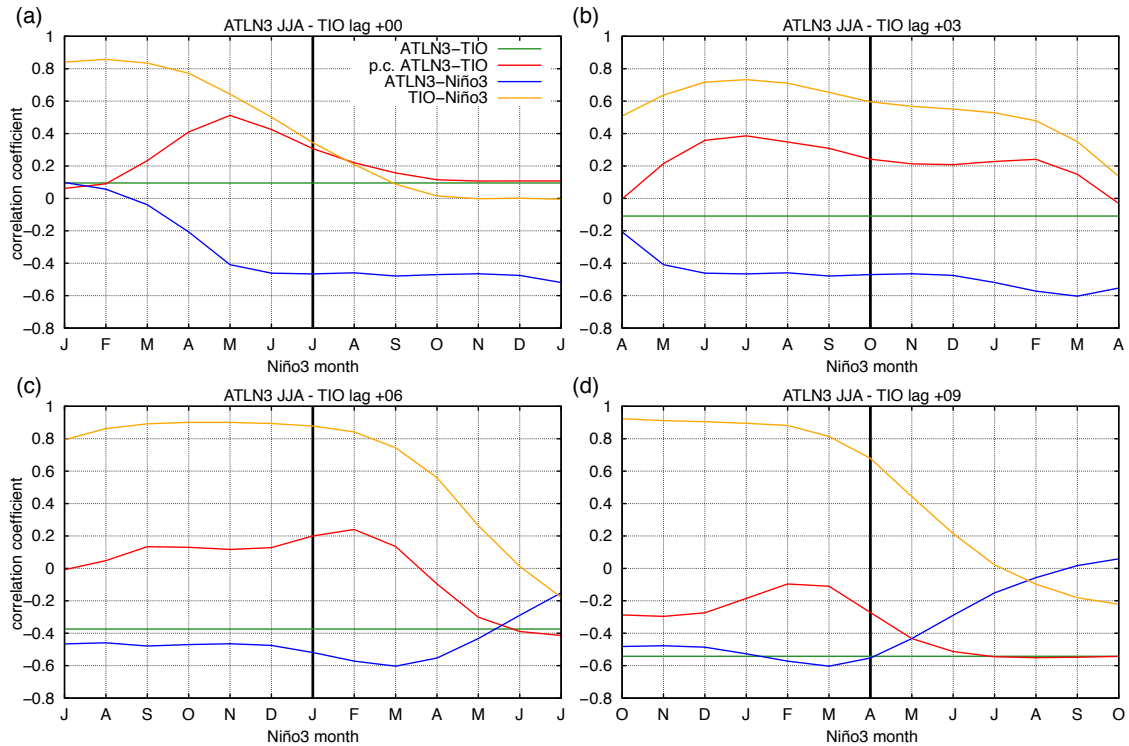 (a)
ATLN3 JJA - TIO lag +00
ATLN3−TIO
p.c. ATLN3−TIO
ATLN3−Niño3
TIO−Niño3
correlation coefficient
1
0.8
0.6
0.4
0.2
0
−0.2
−0.4
−0.6
−0.8
J F M A M J J A S O N D J
Niño3 month
(b)
ATLN3 JJA - TIO lag +03
1
0.8
0.6
0.4
0.2
0
−0.2
−0.4
−0.6
−0.8
A M J J A S O N D J F M A
Niño3 month
(c)
ATLN3 JJA - TIO lag +06
correlation coefficient
1
0.8
0.6
0.4
0.2
0
−0.2
−0.4
−0.6
−0.8
J A S O N D J F M A M J J
Niño3 month
(d)
ATLN3 JJA - TIO lag +09
1
0.8
0.6
0.4
0.2
0
−0.2
−0.4
−0.6
−0.8
O N D J F M A M J J A S O
Niño3 month